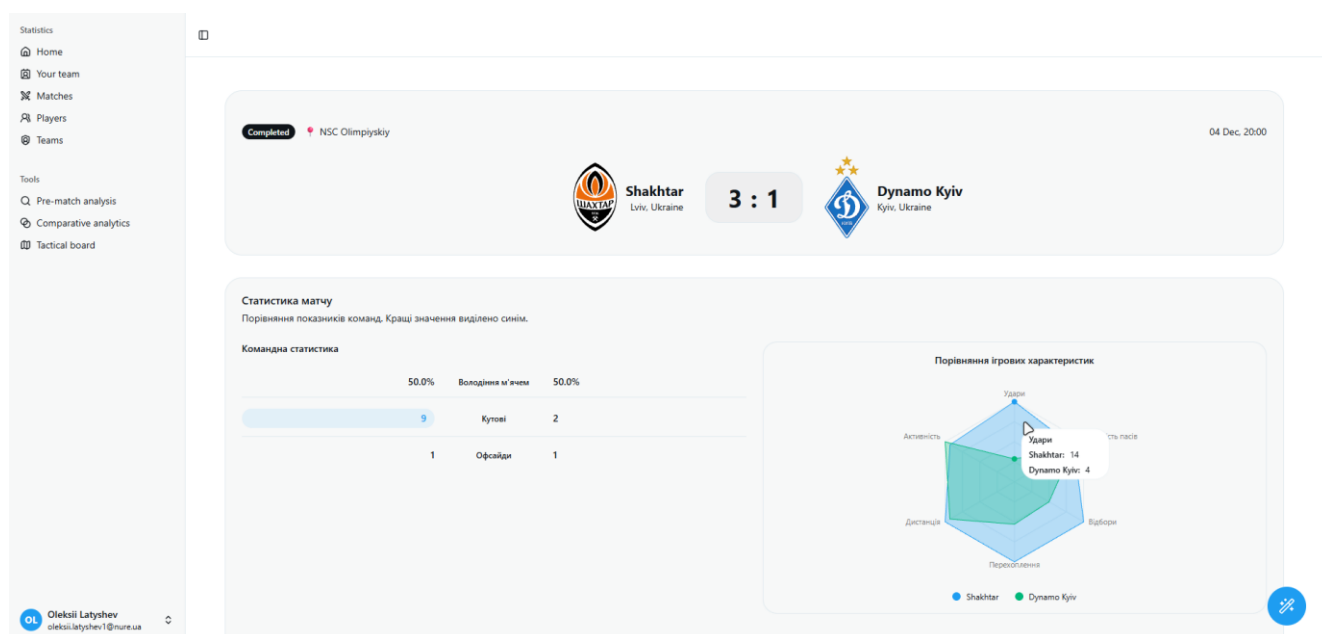 Statistics
Home
Your team
Matches
Players
Teams
Tools
Pre-match analysis
Comparative analytics
Tactical board
OL
Oleksii Latyshev
oleksii.latyshev1@nure.ua
Completed
NSC Olimpiyskiy
04 Dec, 20:00
ШАХТАР
Shakhtar
Lviv, Ukraine
3 : 1
Dynamo Kyiv
Kyiv, Ukraine
Статистика матчу
Порівняння показників команд. Кращі значення виділено синім.
Командна статистика
50.0% Володіння м'ячем 50.0%
9 Кутові 2
1 Офсайди 1
Порівняння ігрових характеристик
Удари
Активність
пасів
Удари
Shakhtar: 14
Dynamo Kyiv: 4
Дистанція
Відбори
Перехоплення
Shakhtar Dynamo Kyiv